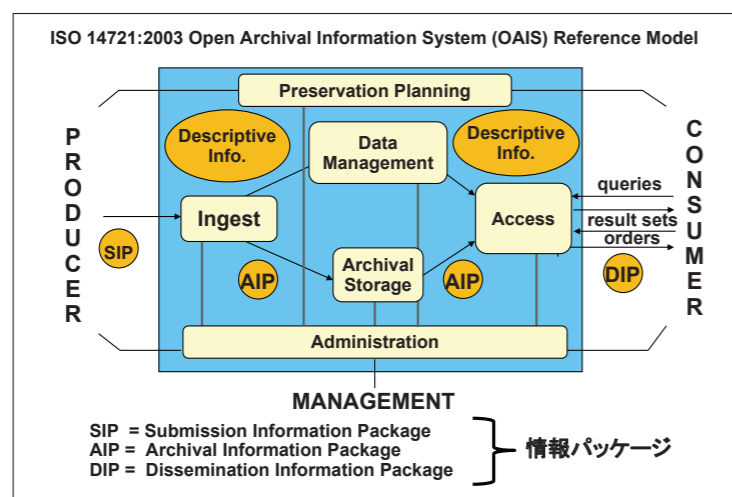 ISO 14721:2003 Open Archival Information System (OAIS) Reference Model
Preservation Planning
PRODUCER
Descriptive
Info.
Data
Management
Descriptive
Info.
CONSUMER
queries
Ingest
Access
result sets
orders
SIP
AIP
Archival
Storage
AIP
DIP
Administration
MANAGEMENT
SIP = Submission Information Package
AIP = Archival Information Package
DIP = Dissemination Information Package
情報パッケージ